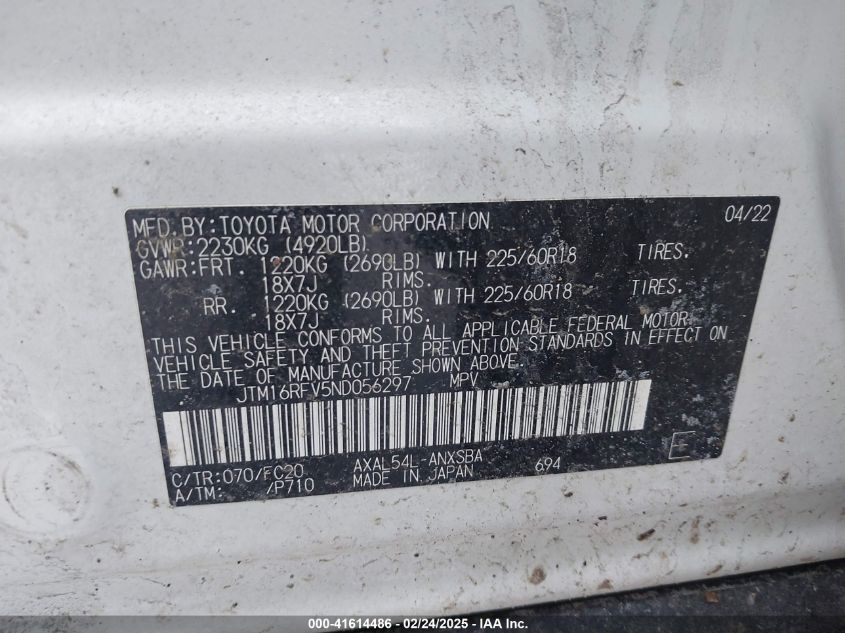 MFD. BY: TOYOTA MOTOR CORPORATION 04/22
GVWR: 2230KG (4920LB)
GAWR: FRT. 1220KG (2690LB) WITH 225/60R18 TIRES.
18X7J RIMS.
RR. 1220KG (2690LB) WITH 225/60R18 TIRES.
18X7J RIMS.
THIS VEHICLE CONFORMS TO ALL APPLICABLE FEDERAL MOTOR
VEHICLE SAFETY AND THEFT PREVENTION STANDARDS IN EFFECT ON
THE DATE OF MANUFACTURE SHOWN ABOVE.
JTM16RFV5ND056297 MPV
C/TR: 070/FC20 AXAL54L-ANXSBA 694 E
A/TM: /P710 MADE IN JAPAN
000-41614486 - 02/24/2025 - IAA Inc.